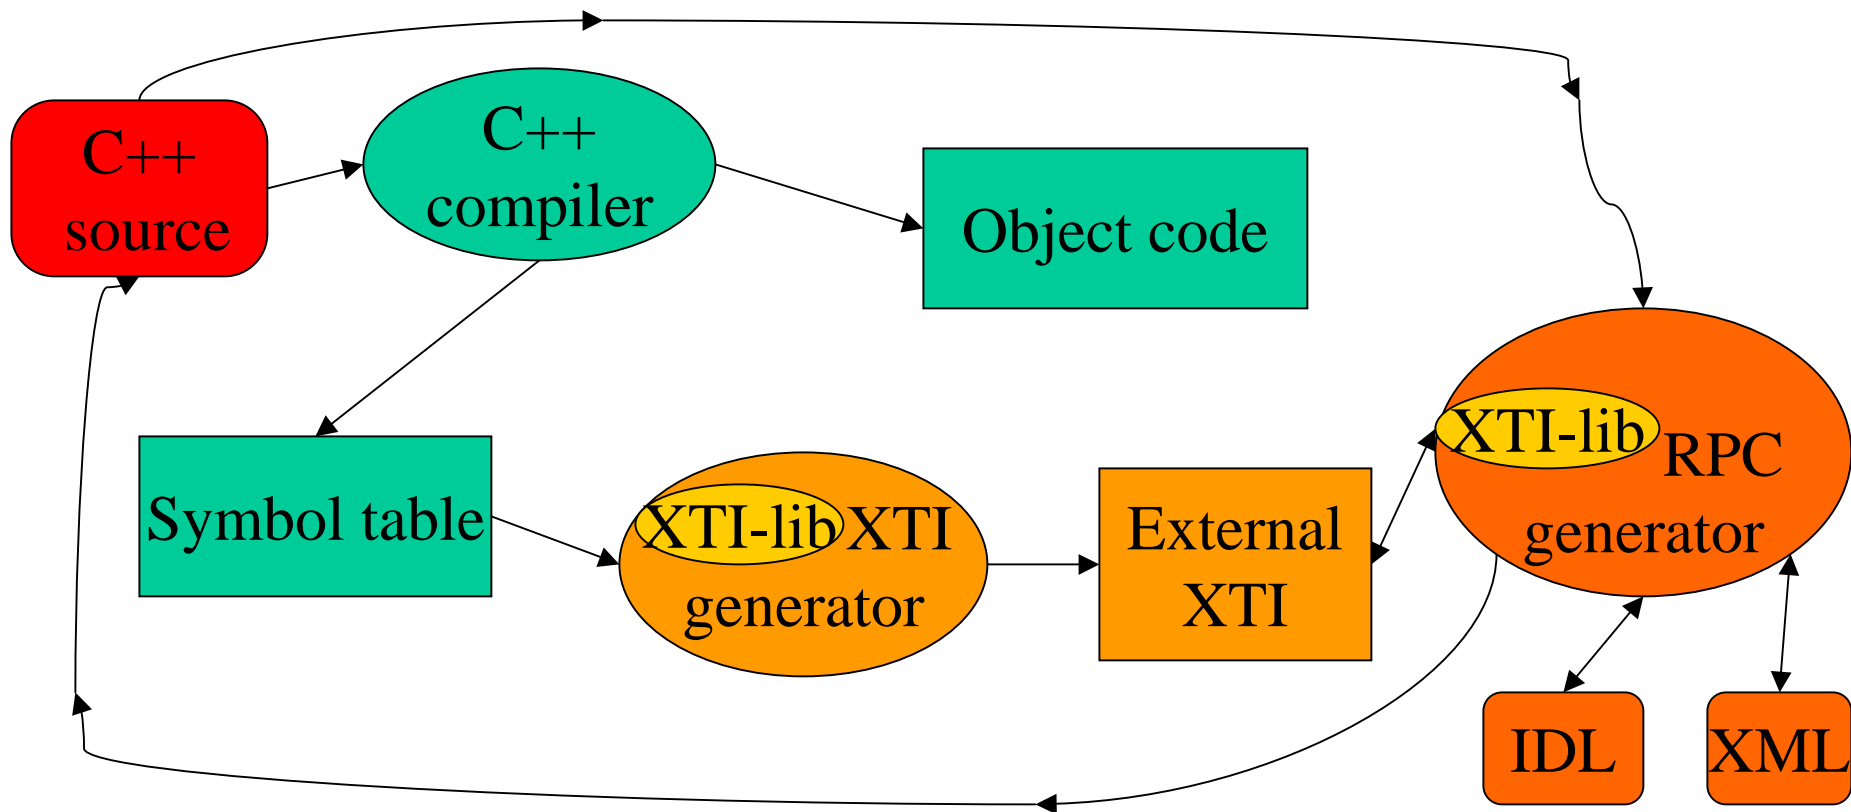 C++
source
C++
compiler
Object code
Symbol table
XTI-lib XTI
generator
External
XTI
XTI-lib
RPC
generator
IDL
XML